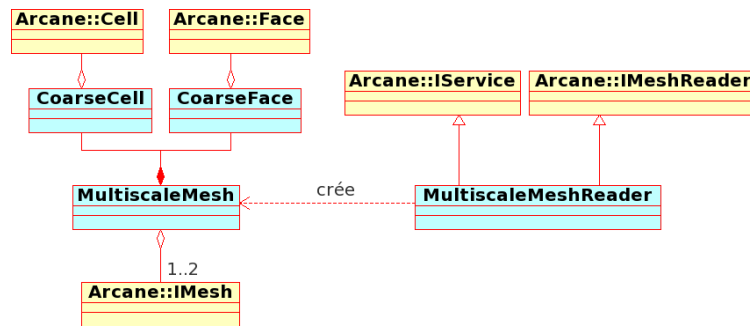 Arcane::Cell
Arcane::Face
CoarseCell
CoarseFace
Arcane::IService
Arcane::IMeshReader
MultiscaleMesh
crée
MultiscaleMeshReader
1..2
Arcane::IMesh